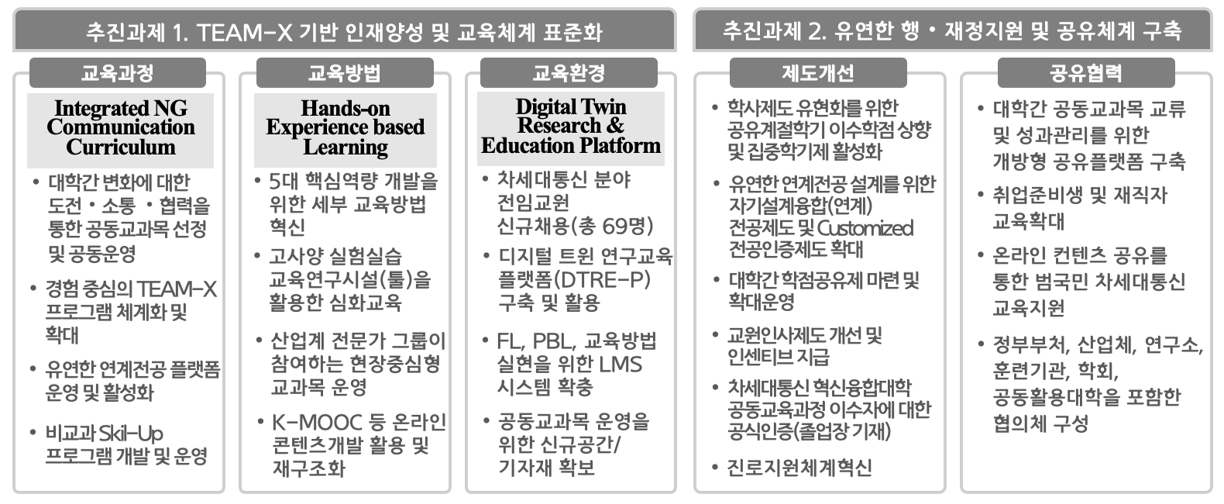 추진과제 1. TEAM-X 기반 인재양성 및 교육체계 표준화
교육과정
Integrated NG
Communication
Curriculum
• 대학간 변화에 대한
도전・소통 ・협력을
통한 공동교과목 선정
및 공동운영
• 경험 중심의 TEAM-X
프로그램 체계화 및
확대
• 유연한 연계전공 플랫폼
운영 및 활성화
• 비교과 Skil-Up
프로그램 개발 및 운영
교육방법
Hands-on
Experience based
Learning
• 5대 핵심역량 개발을
위한 세부 교육방법
혁신
• 고사양 실험실습
교육연구시설(툴)을
활용한 심화교육
• 산업계 전문가 그룹이
참여하는 현장중심형
교과목 운영
• K-MOOC 등 온라인
콘텐츠개발 활용 및
재구조화
교육환경
Digital Twin
Research &
Education Platform
• 차세대통신 분야
전임교원
신규채용(총 69명)
• 디지털 트윈 연구교육
플랫폼(DTRE-P)
구축 및 활용
• FL, PBL, 교육방법
실현을 위한 LMS
시스템 확충
• 공동교과목 운영을
위한 신규공간/
기자재 확보
추진과제 2. 유연한 행・재정지원 및 공유체계 구축
제도개선
• 학사제도 유현화를 위한
공유계절학기 이수학점 상향
및 집중학기제 활성화
• 유연한 연계전공 설계를 위한
자기설계융합(연계)
전공제도 및 Customized
전공인증제도 확대
• 대학간 학점공유제 마련 및
확대운영
• 교원인사제도 개선 및
인센티브 지급
• 차세대통신 혁신융합대학
공동교육과정 이수자에 대한
공식인증(졸업장 기재)
• 진로지원체계혁신
공유협력
• 대학간 공동교과목 교류
및 성과관리를 위한
개방형 공유플랫폼 구축
• 취업준비생 및 재직자
교육확대
• 온라인 컨텐츠 공유를
통한 범국민 차세대통신
교육지원
• 정부부처, 산업체, 연구소,
훈련기관, 학회,
공동활용대학을 포함한
협의체 구성